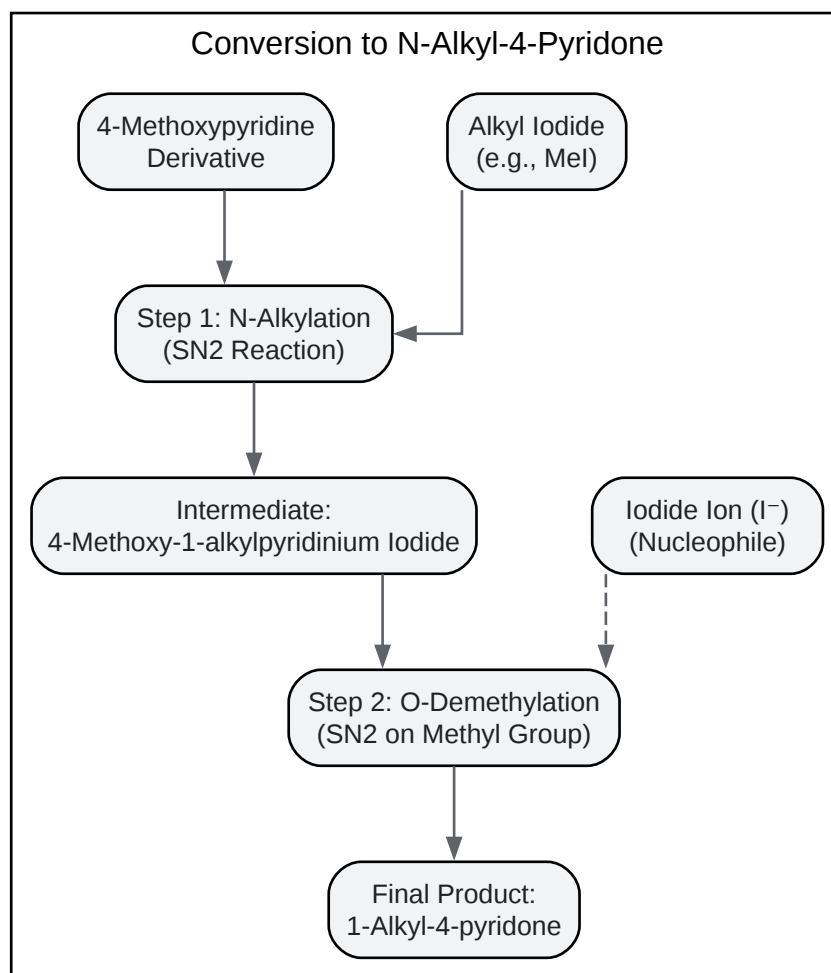 Conversion to N-Alkyl-4-Pyridone
4-Methoxypyridine
Derivative
Alkyl Iodide
(e.g., MeI)
Step 1: N-Alkylation
(SN2 Reaction)
Intermediate:
4-Methoxy-1-alkylpyridinium Iodide
Iodide Ion (I⁻)
(Nucleophile)
Step 2: O-Demethylation
(SN2 on Methyl Group)
Final Product:
1-Alkyl-4-pyridone